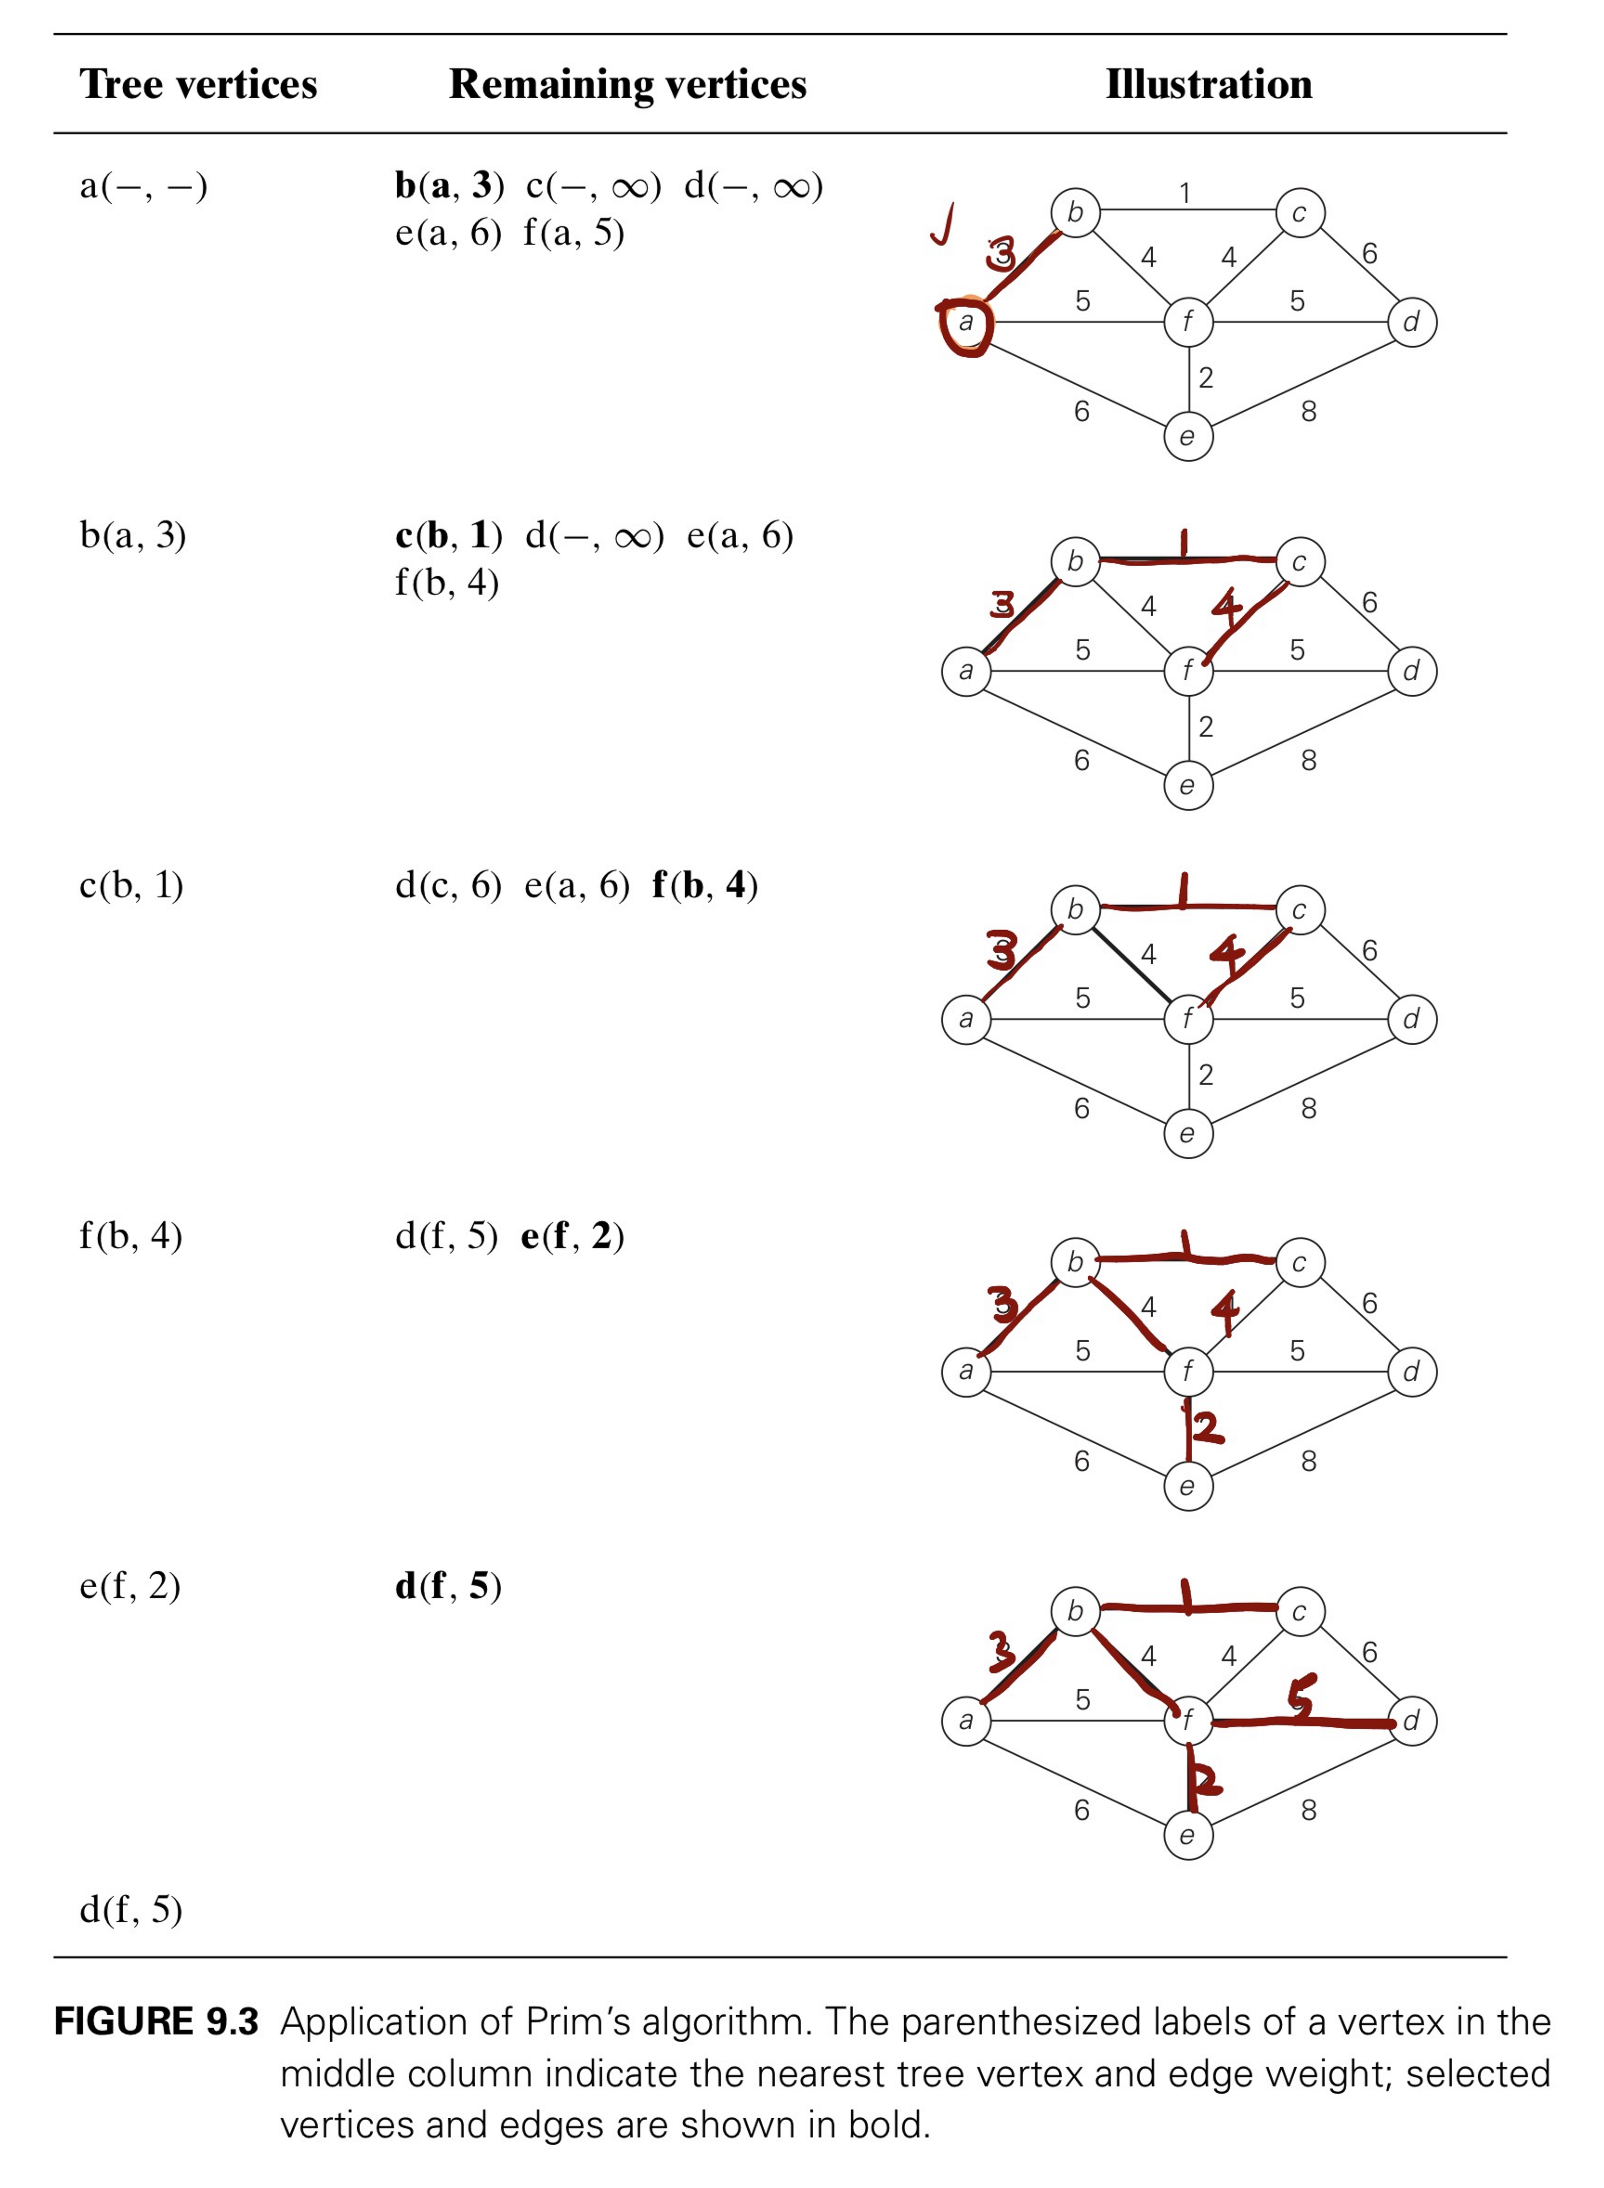 Tree vertices Remaining vertices Illustration
a(−, −) b(a, 3) c(−, ∞) d(−, ∞)
e(a, 6) f(a, 5)
b 1 c
3 4 4 6
a 5 f 5 d
2
6 8
e
b(a, 3) c(b, 1) d(−, ∞) e(a, 6)
f(b, 4)
1
b c
3 4 4 6
a 5 f 5 d
2
6 8
e
c(b, 1) d(c, 6) e(a, 6) f(b, 4)
1
b c
3 4 4 6
a 5 f 5 d
2
6 8
e
f(b, 4) d(f, 5) e(f, 2)
1
b c
3 4 4 6
a 5 f 5 d
2
6 8
e
e(f, 2) d(f, 5)
1
b c
3 4 4 6
a 5 f 5 d
2
6 8
e
d(f, 5)
FIGURE 9.3 Application of Prim’s algorithm. The parenthesized labels of a vertex in the
middle column indicate the nearest tree vertex and edge weight; selected
vertices and edges are shown in bold.